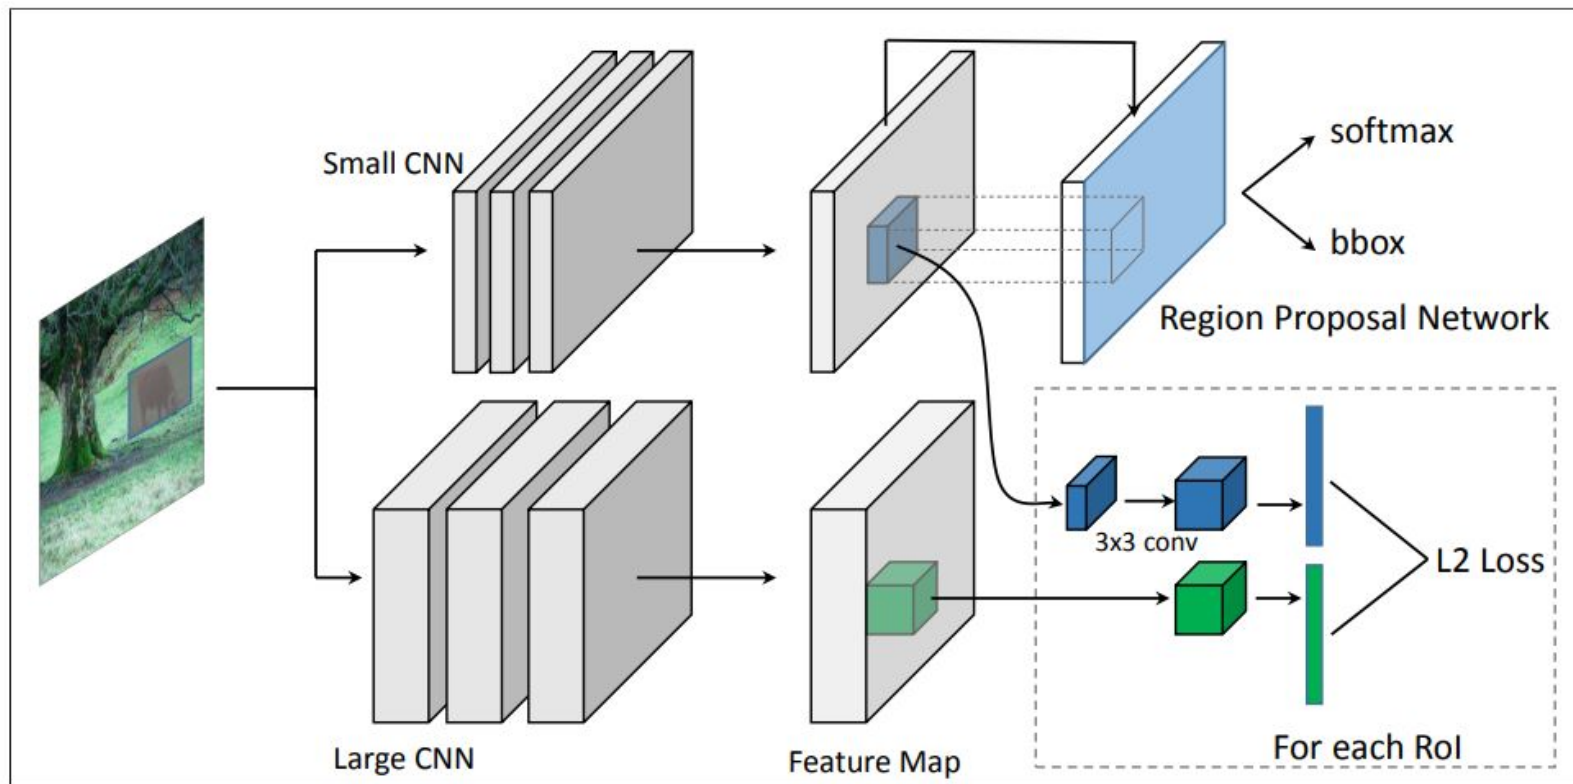 Small CNN
softmax
bbox
Region Proposal Network
3x3 conv
L2 Loss
Large CNN
Feature Map
For each RoI